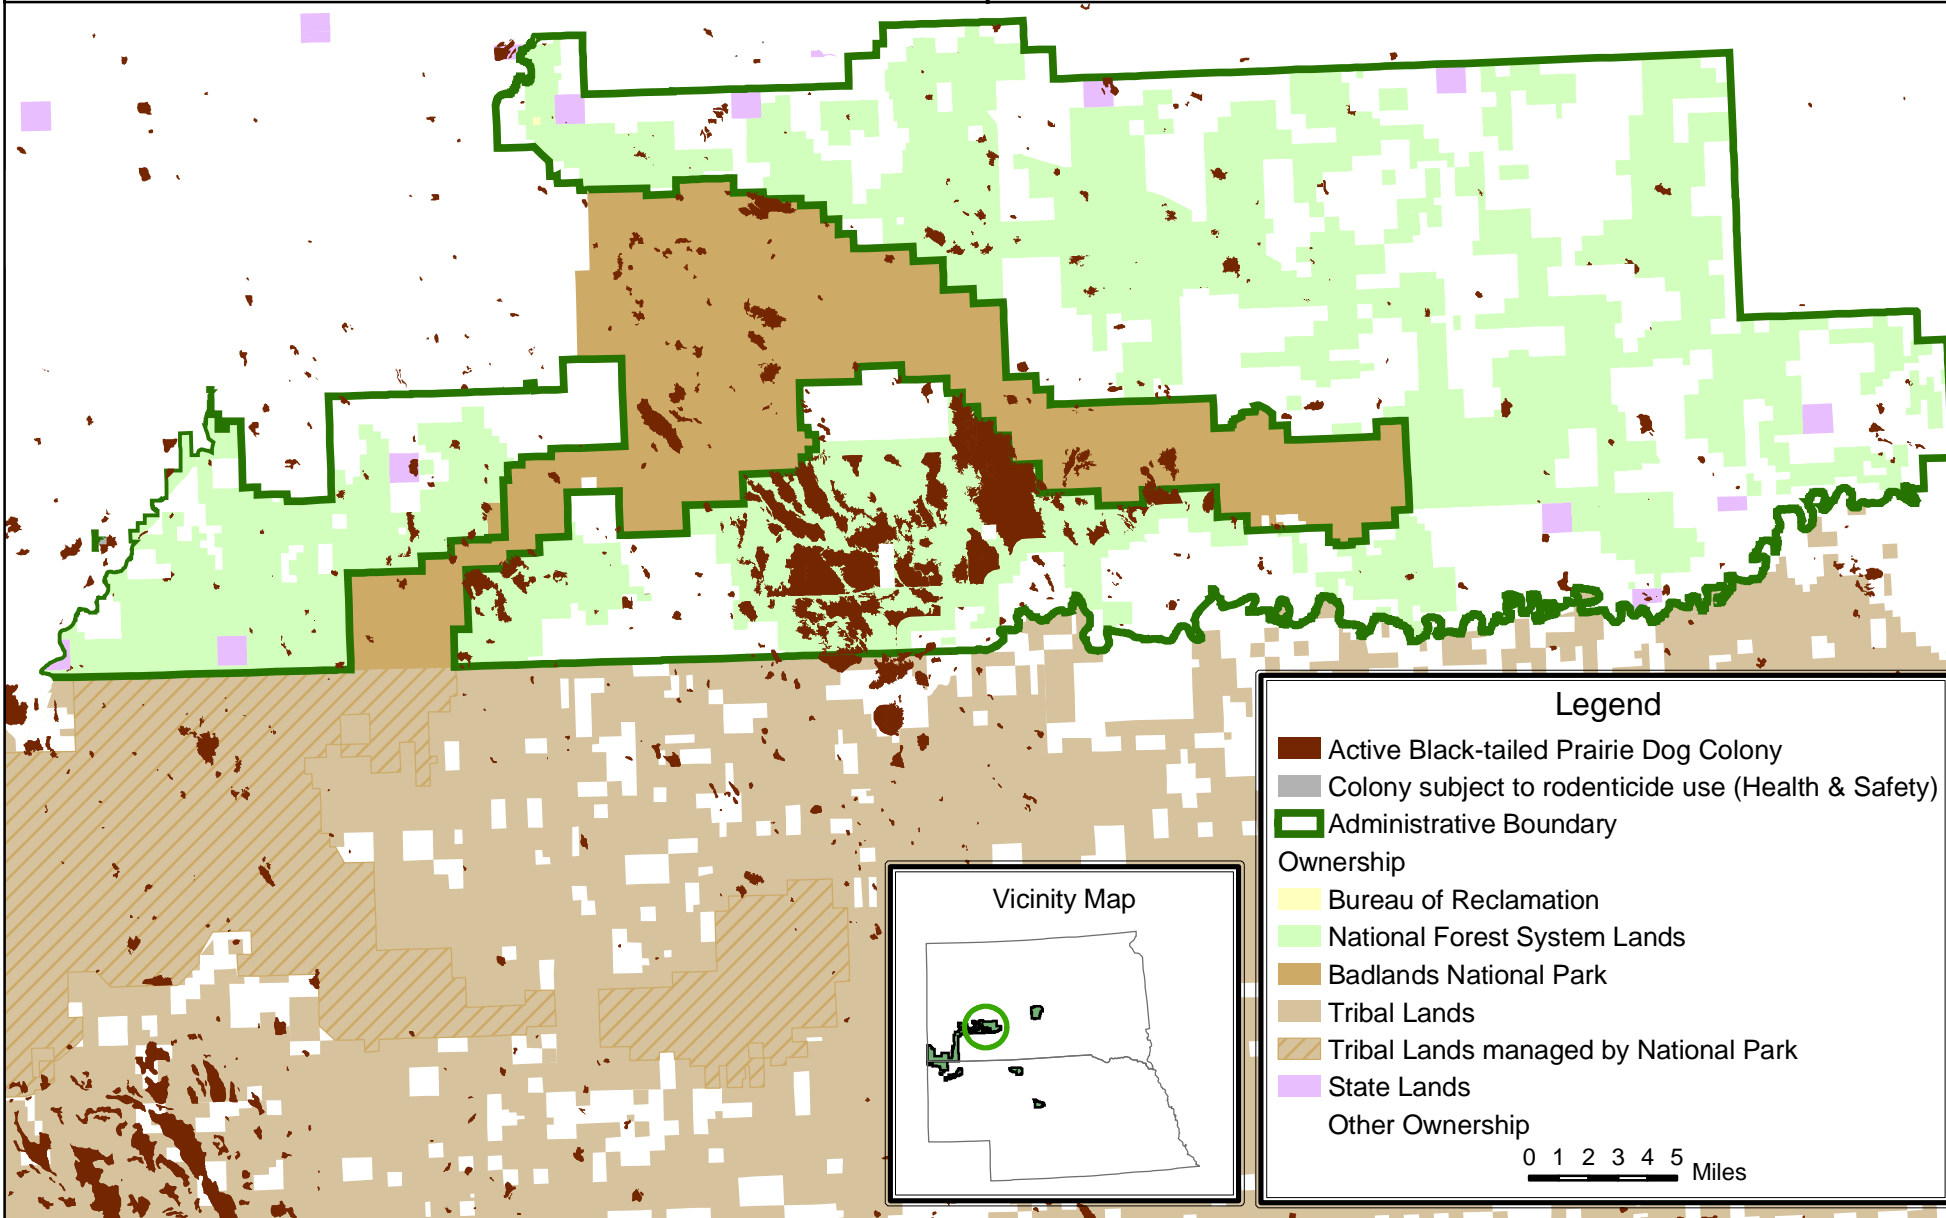 Legend
Active Black-tailed Prairie Dog Colony
Colony subject to rodenticide use (Health & Safety)
Administrative Boundary
Ownership
Bureau of Reclamation
National Forest System Lands
Badlands National Park
Tribal Lands
Tribal Lands managed by National Park
State Lands
Other Ownership
0 1 2 3 4 5 Miles
Vicinity Map